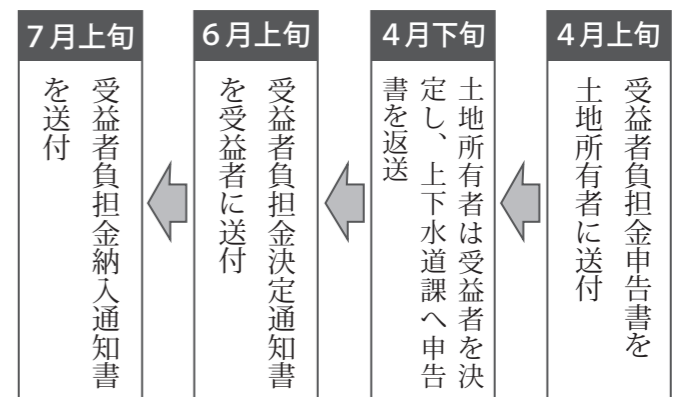 4月上旬
受益者負担金申告書を
土地所有者に送付
4月下旬
土地所有者は受益者を決
定し、上下水道課へ申告
書を返送
6月上旬
受益者負担金決定通知書
を受益者に送付
7月上旬
受益者負担金納入通知書
を送付